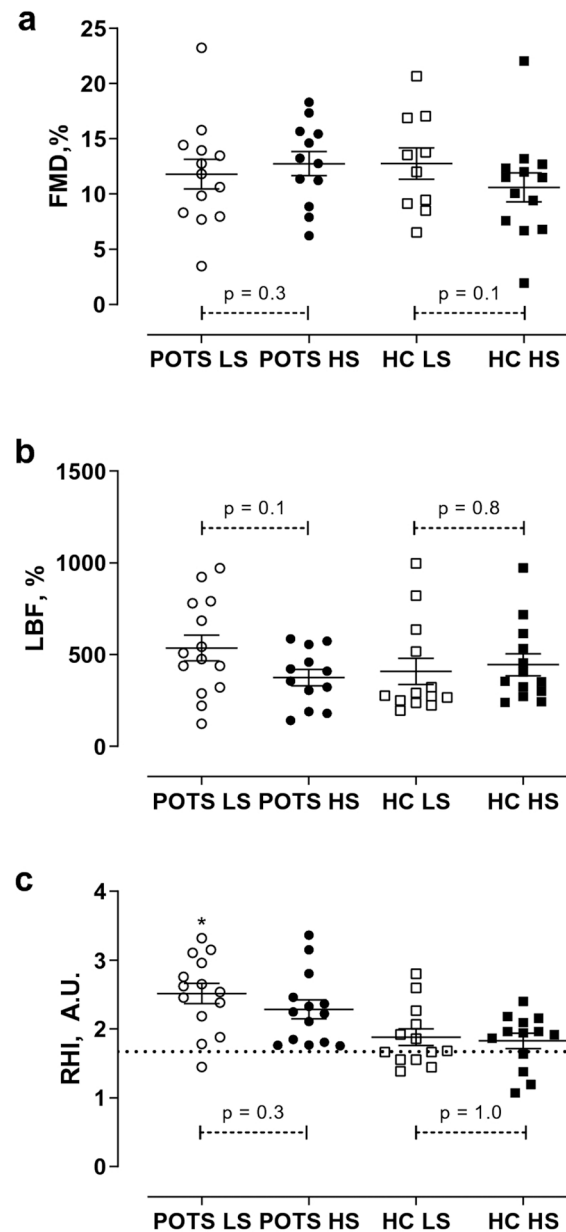 a
25
20
15
10
5
0
FMD,%
p = 0.3
p = 0.1
POTS LS POTS HS HC LS HC HS
b
1500
1000
500
0
LBF, %
p = 0.1
p = 0.8
POTS LS POTS HS HC LS HC HS
c
4
3
2
1
0
RHI, A.U.
*
p = 0.3
p = 1.0
POTS LS POTS HS HC LS HC HS